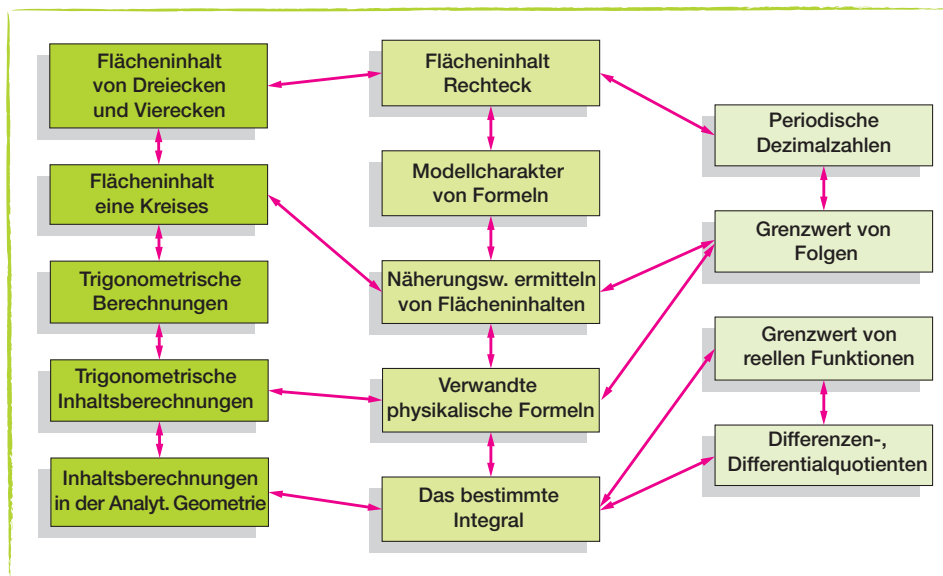 Flächeninhalt
von Dreiecken
und Vierecken
Flächeninhalt
eine Kreises
Trigonometrische
Berechnungen
Trigonometrische
Inhaltsberechnungen
Inhaltsberechnungen
in der Analyt. Geometrie
Flächeninhalt
Rechteck
Modellcharakter
von Formeln
Näherungsw. ermitteln
von Flächeninhalten
Verwandte
physikalische Formeln
Das bestimmte
Integral
Periodische
Dezimalzahlen
Grenzwert von
Folgen
Grenzwert von
reellen Funktionen
Differenzen-,
Differentialquotienten